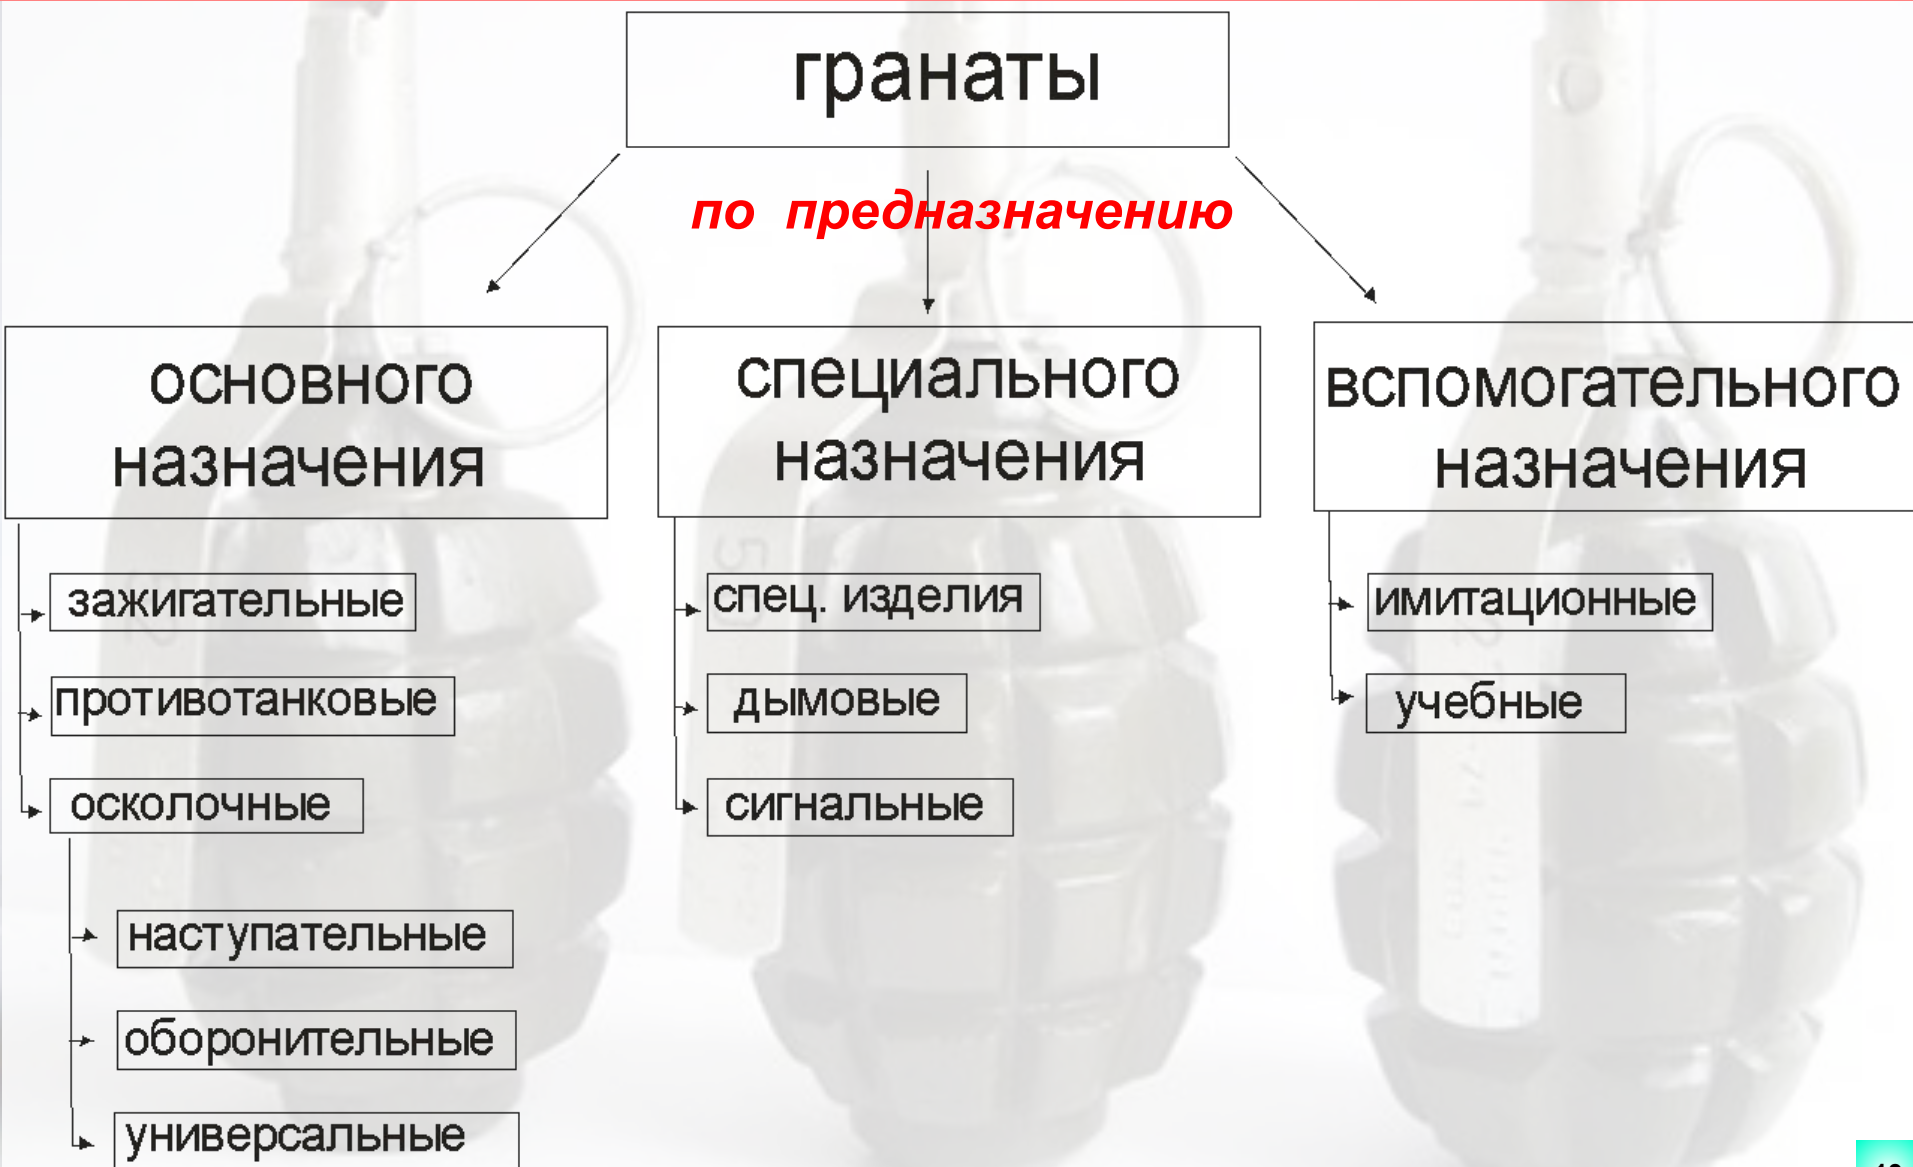 гранаты
по предназначению
основного
назначения
зажигательные
противотанковые
осколочные
наступательные
оборонительные
универсальные
специального
назначения
спец. изделия
дымовые
сигнальные
вспомогательного
назначения
имитационные
учебные